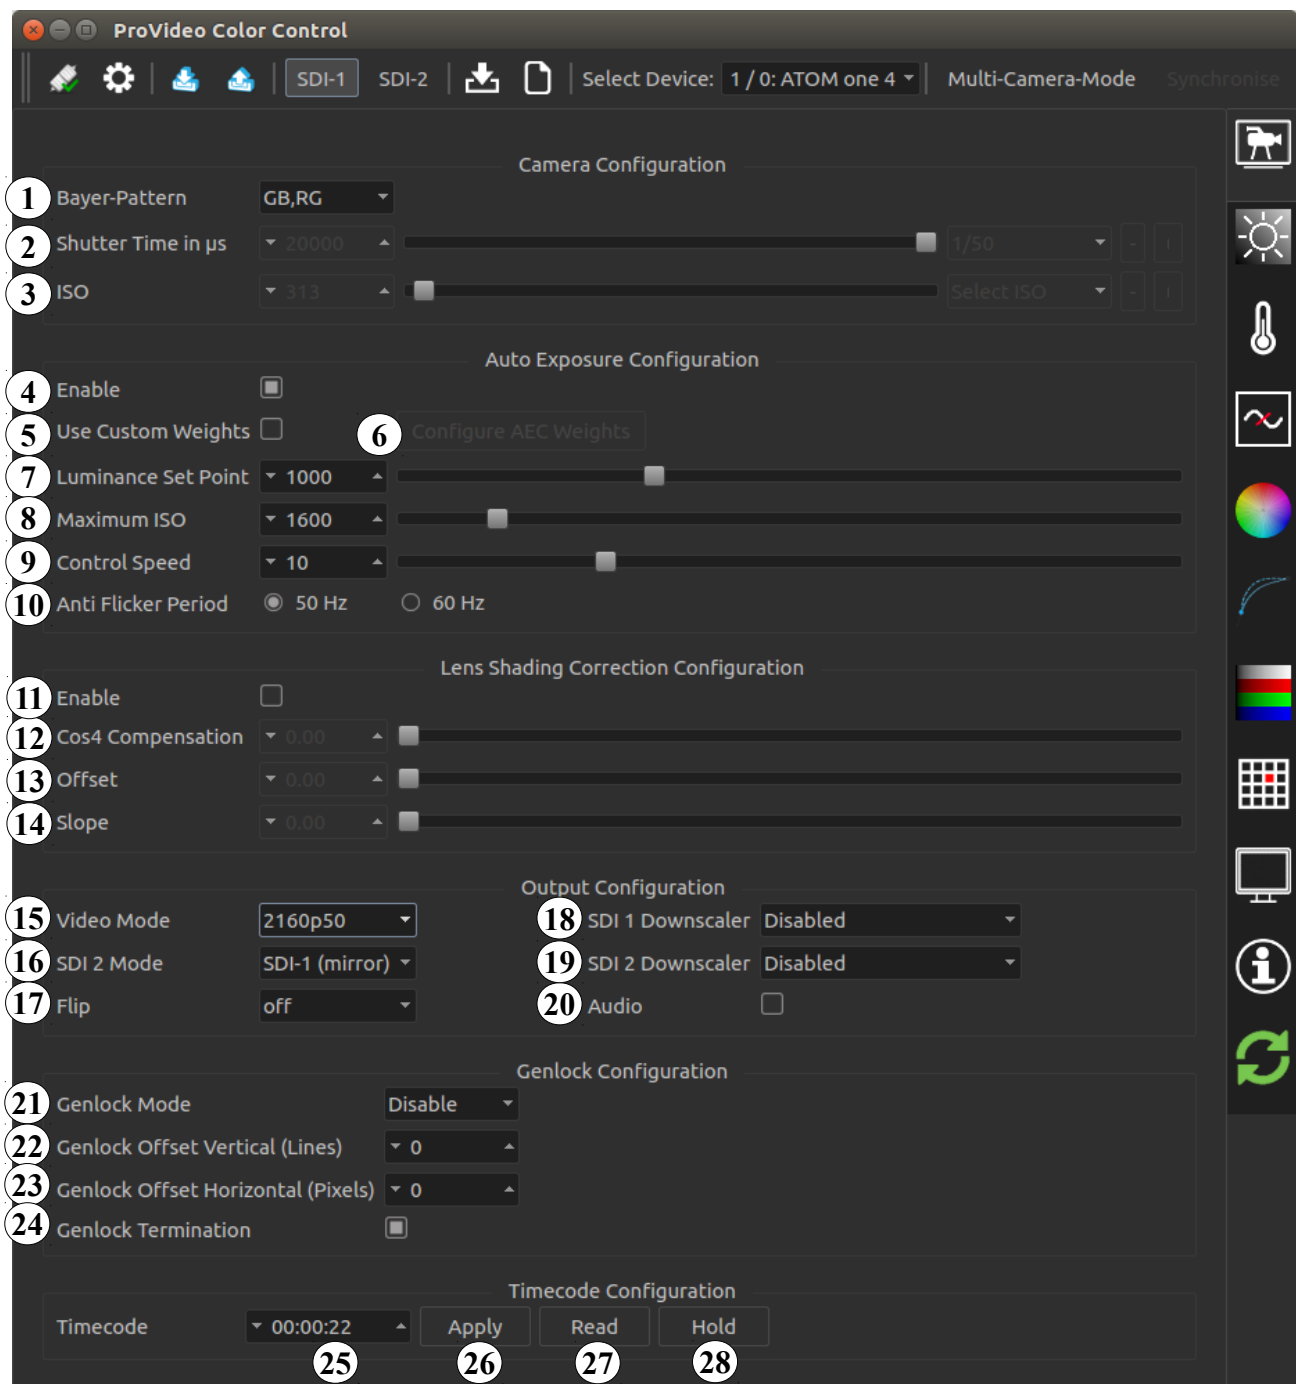 ProVideo Color Control
SDI-1 SDI-2 Select Device: 1 / 0: ATOM one 4 Multi-Camera-Mode Synchronise
Camera Configuration
1 Bayer-Pattern GB,RG
2 Shutter Time in µs 20000 1/50 -
3 ISO 313 Select ISO -
Auto Exposure Configuration
4 Enable
5 Use Custom Weights 6 Configure AEC Weights
7 Luminance Set Point 1000
8 Maximum ISO 1600
9 Control Speed 10
10 Anti Flicker Period 50 Hz 60 Hz
Lens Shading Correction Configuration
11 Enable
12 Cos4 Compensation 0.00
13 Offset 0.00
14 Slope 0.00
Output Configuration
15 Video Mode 2160p50 18 SDI 1 Downscaler Disabled
16 SDI 2 Mode SDI-1 (mirror) 19 SDI 2 Downscaler Disabled
17 Flip off 20 Audio
Genlock Configuration
21 Genlock Mode Disable
22 Genlock Offset Vertical (Lines) 0
23 Genlock Offset Horizontal (Pixels) 0
24 Genlock Termination
Timecode Configuration
Timecode 00:00:22 Apply Read Hold
25 26 27 28